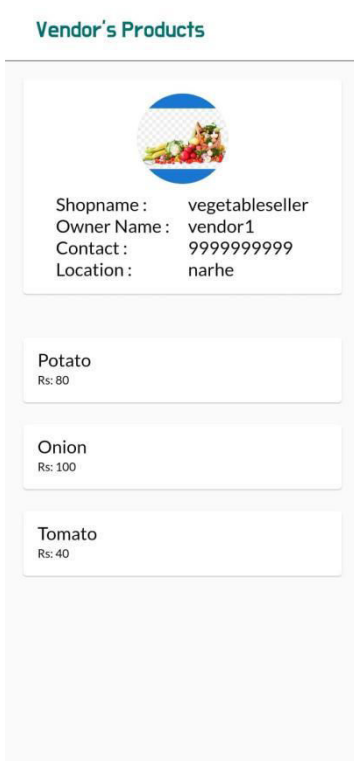 Vendor's Products
Shopname : vegetableseller
Owner Name : vendor1
Contact : 9999999999
Location : narhe
Potato
Rs: 80
Onion
Rs: 100
Tomato
Rs: 40